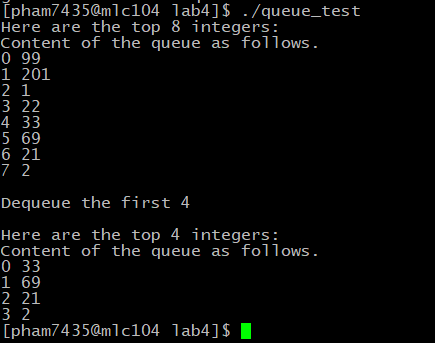 [pham7435@mlc104 lab4]$ ./queue_test
Here are the top 8 integers:
Content of the queue as follows.
0 99
1 201
2 1
3 22
4 33
5 69
6 21
7 2
Dequeue the first 4
Here are the top 4 integers:
Content of the queue as follows.
0 33
1 69
2 21
3 2
[pham7435@mlc104 lab4]$